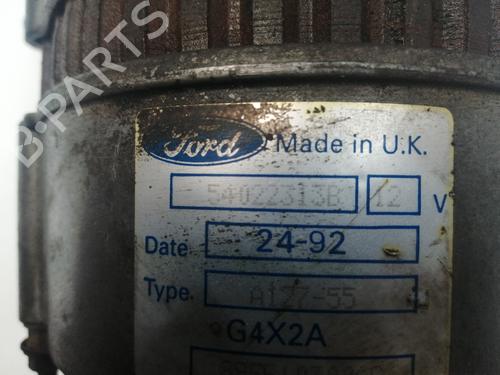 Ford
Made in U.K.
54022313B 12 V
Date 24-92
Type A127-55
G4X2A
B-PARTS